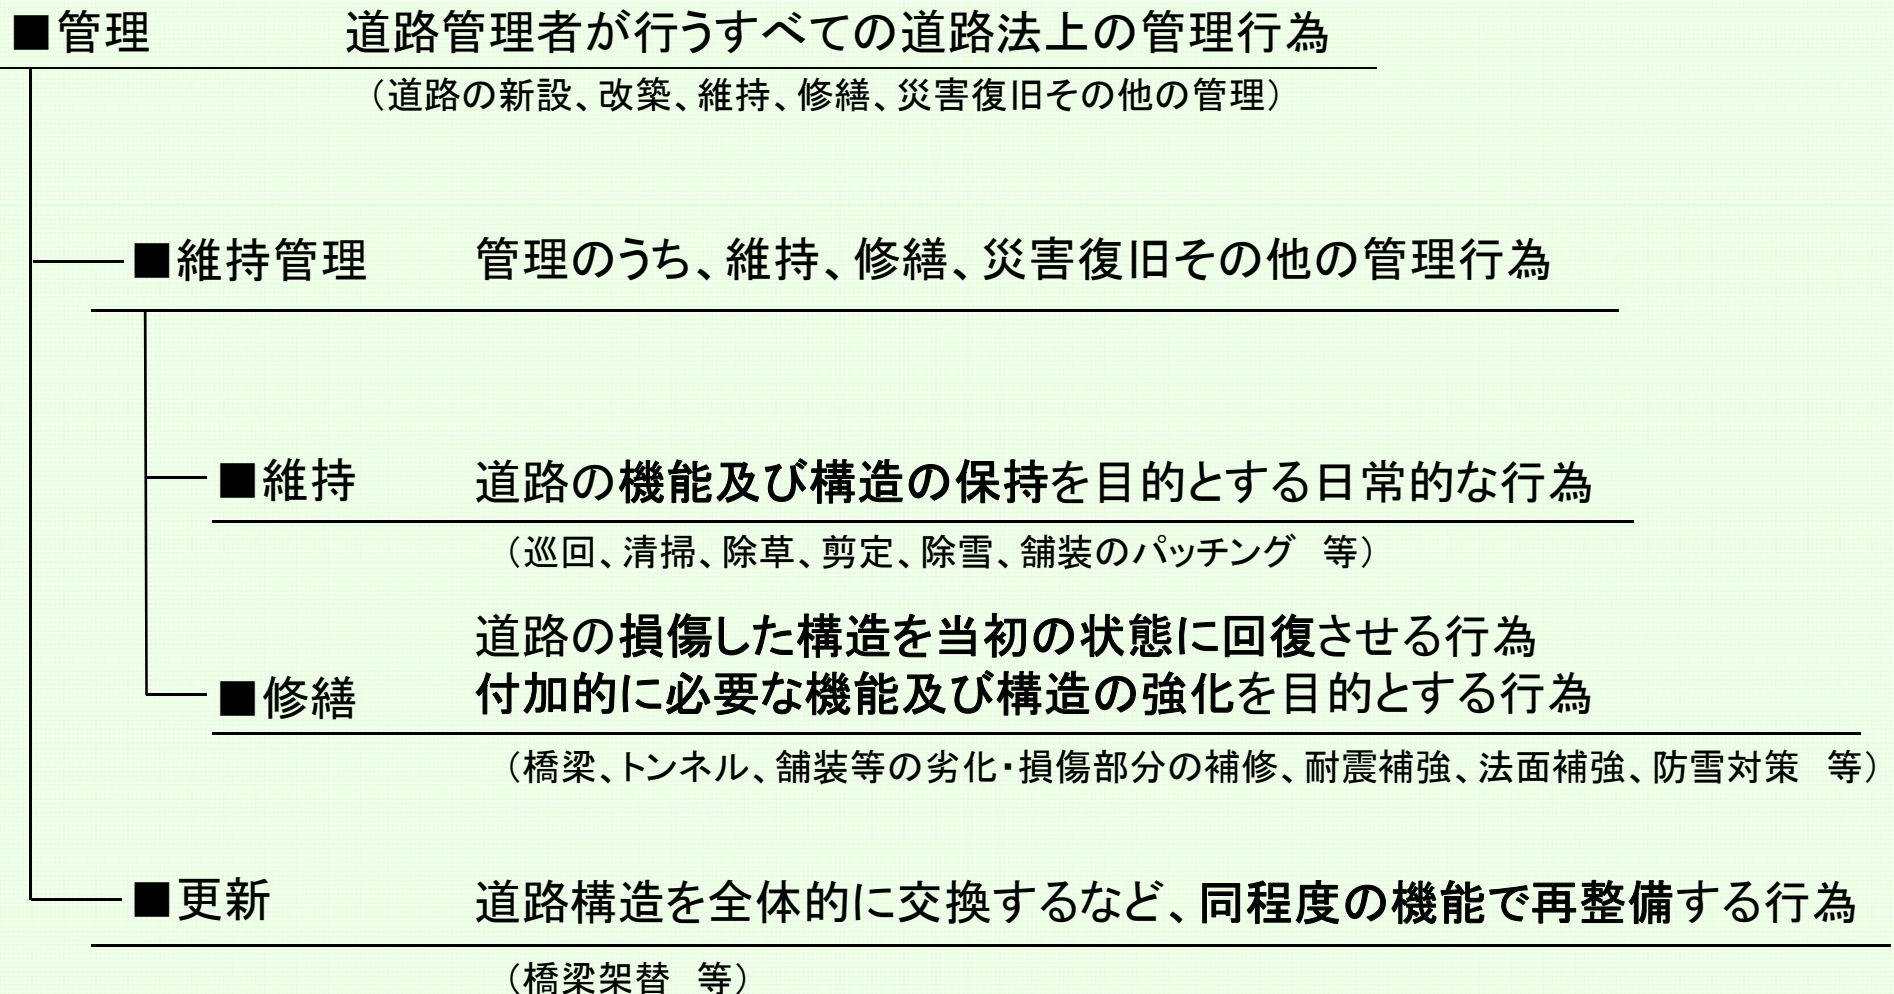 ■管理 道路管理者が行うすべての道路法上の管理行為
（道路の新設、改築、維持、修繕、災害復旧その他の管理）
■維持管理 管理のうち、維持、修繕、災害復旧その他の管理行為
■維持 道路の機能及び構造の保持を目的とする日常的な行為
（巡回、清掃、除草、剪定、除雪、舗装のパッチング　等）
道路の損傷した構造を当初の状態に回復させる行為
■修繕 付加的に必要な機能及び構造の強化を目的とする行為
（橋梁、トンネル、舗装等の劣化・損傷部分の補修、耐震補強、法面補強、防雪対策　等）
■更新 道路構造を全体的に交換するなど、同程度の機能で再整備する行為
（橋梁架替　等）